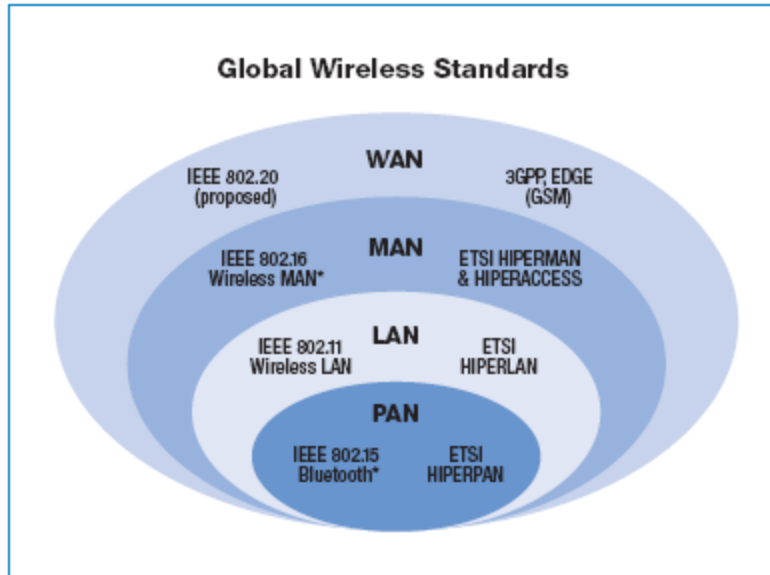 Global Wireless Standards
WAN
IEEE 802.20
(proposed)
3GPP, EDGE
(GSM)
MAN
IEEE 802.16
Wireless MAN*
ETSI HIPERMAN
& HIPERACCESS
LAN
IEEE 802.11
Wireless LAN
ETSI
HIPERLAN
PAN
IEEE 802.15
Bluetooth*
ETSI
HIPERPAN